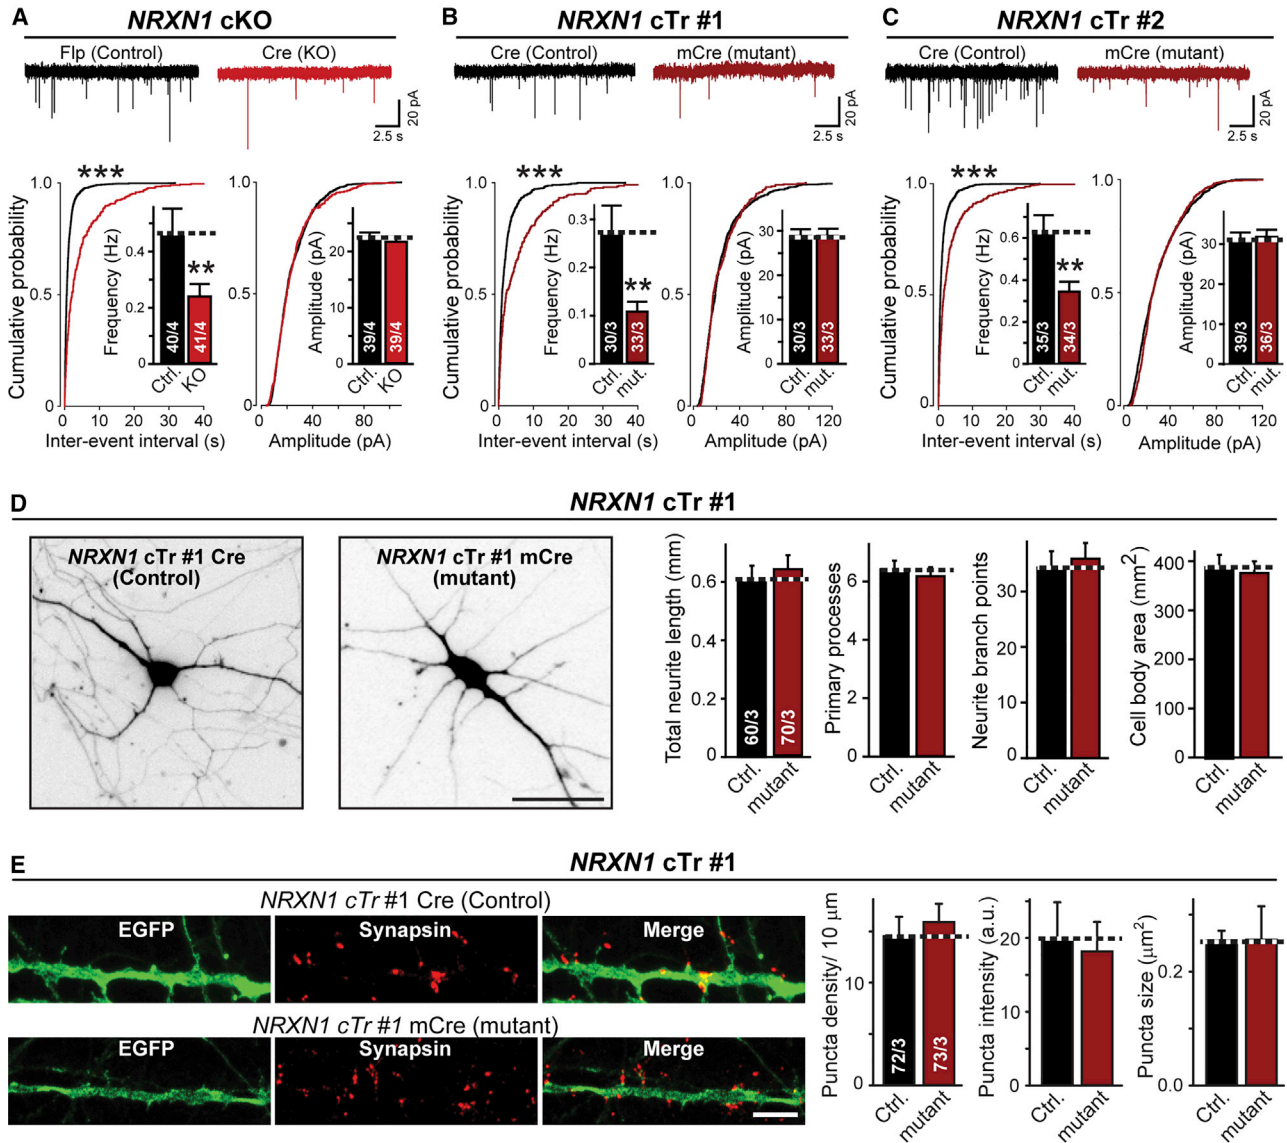 A
NRXN1 cKO
Flp (Control)
Cre (KO)
20 pA
2.5 s
Cumulative probability
1.0
0.5
0
0 10 20 30 40
Inter-event interval (s)
***
Frequency (Hz)
0.4
0.2
0
**
40/4
41/4
Ctrl.
KO
1.0
0.5
0
0 40 80
Amplitude (pA)
Amplitude (pA)
20
10
0
39/4
39/4
Ctrl.
KO
B
NRXN1 cTr #1
Cre (Control)
mCre (mutant)
20 pA
2.5 s
Cumulative probability
1.0
0.5
0
0 10 20 30 40
Inter-event interval (s)
***
Frequency (Hz)
0.3
0.2
0.1
0
**
30/3
33/3
Ctrl.
mut.
1.0
0.5
0
0 40 80 120
Amplitude (pA)
Amplitude (pA)
30
20
10
0
30/3
33/3
Ctrl.
mut.
C
NRXN1 cTr #2
Cre (Control)
mCre (mutant)
20 pA
2.5 s
Cumulative probability
1.0
0.5
0
0 10 20 30 40
Inter-event interval (s)
***
Frequency (Hz)
0.6
0.4
0.2
0
**
35/3
34/3
Ctrl.
mut.
1.0
0.5
0
0 40 80 120
Amplitude (pA)
Amplitude (pA)
30
20
10
0
39/3
36/3
Ctrl.
mut.
D
NRXN1 cTr #1
NRXN1 cTr #1 Cre
(Control)
NRXN1 cTr #1 mCre
(mutant)
Total neurite length (mm)
0.6
0.4
0.2
0
60/3
70/3
Ctrl.
mutant
Primary processes
6
4
2
0
Ctrl.
mutant
Neurite branch points
30
20
10
0
Ctrl.
mutant
Cell body area (mm2)
400
300
200
100
0
Ctrl.
mutant
E
NRXN1 cTr #1
NRXN1 cTr #1 Cre (Control)
EGFP
Synapsin
Merge
NRXN1 cTr #1 mCre (mutant)
EGFP
Synapsin
Merge
Puncta density/ 10 µm
10
0
72/3
73/3
Ctrl.
mutant
Puncta intensity (a.u.)
20
10
0
Ctrl.
mutant
Puncta size (µm2)
0.2
0.0
Ctrl.
mutant